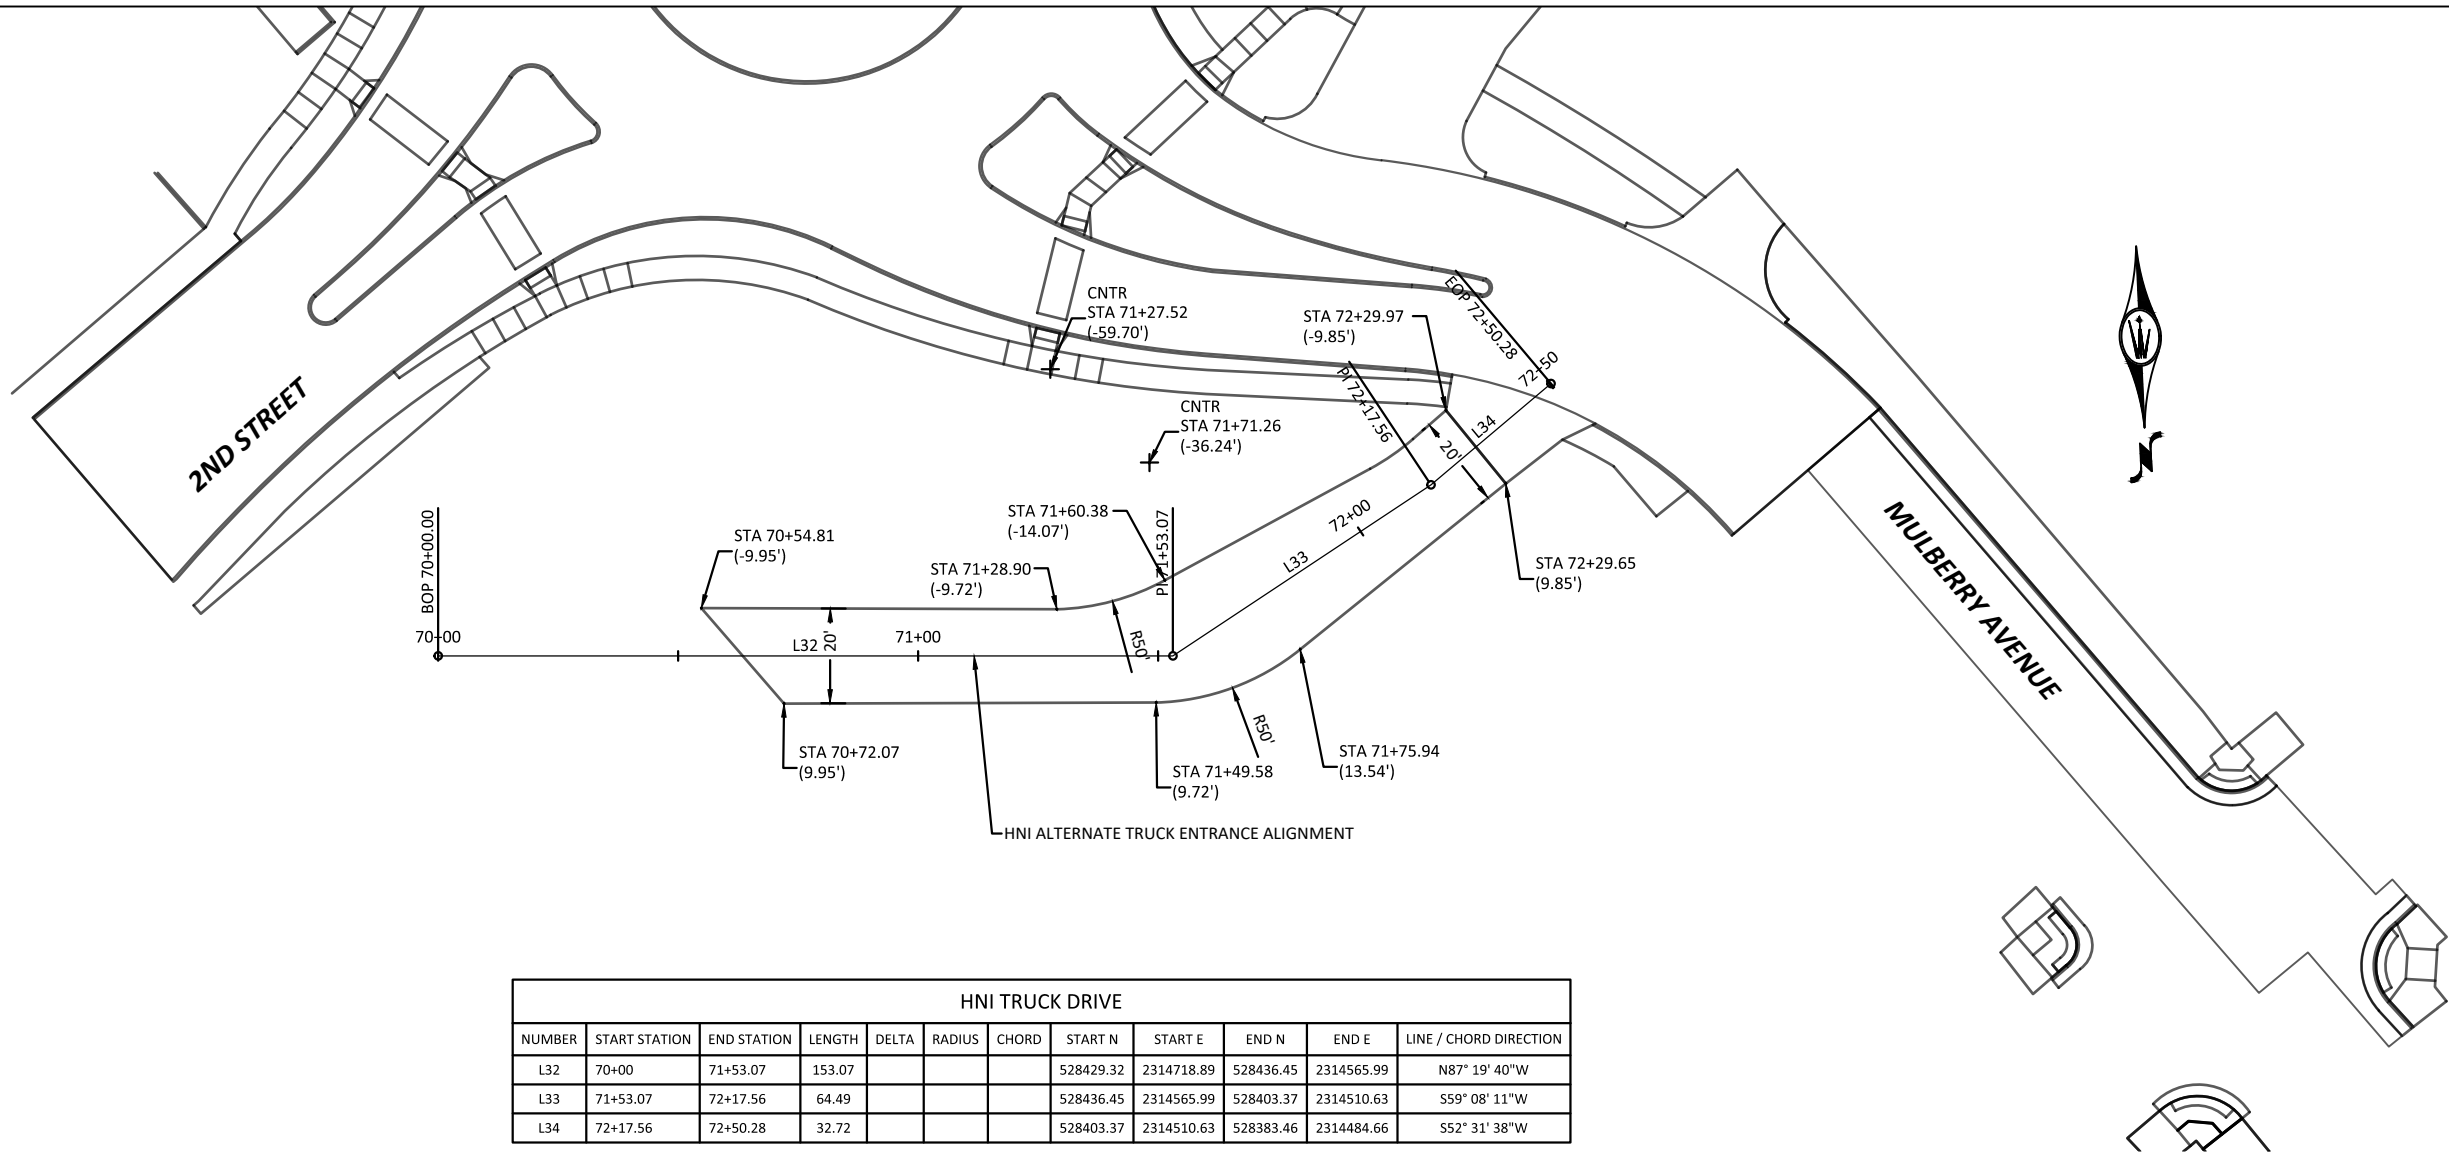 CNTR
STA 71+27.52
(-59.70')
STA 72+29.97
(-9.85')
EOP 72+50.28
72+50
PI 72+17.56
CNTR
STA 71+71.26
(-36.24')
L34
20'
2ND STREET
STA 71+60.38
(-14.07')
PI 71+53.07
72+00
BOP 70+00.00
STA 70+54.81
(-9.95')
STA 71+28.90
(-9.72')
L33
STA 72+29.65
(9.85')
MULBERRY AVENUE
70+00
L32
20'
71+00
R50'
R50'
STA 70+72.07
(9.95')
STA 71+49.58
(9.72')
STA 71+75.94
(13.54')
HNI ALTERNATE TRUCK ENTRANCE ALIGNMENT
N
HNI TRUCK DRIVE
NUMBER START STATION END STATION LENGTH DELTA RADIUS CHORD START N START E END N END E LINE / CHORD DIRECTION
L32 70+00 71+53.07 153.07 528429.32 2314718.89 528436.45 2314565.99 N87° 19' 40"W
L33 71+53.07 72+17.56 64.49 528436.45 2314565.99 528403.37 2314510.63 S59° 08' 11"W
L34 72+17.56 72+50.28 32.72 528403.37 2314510.63 528383.46 2314484.66 S52° 31' 38"W